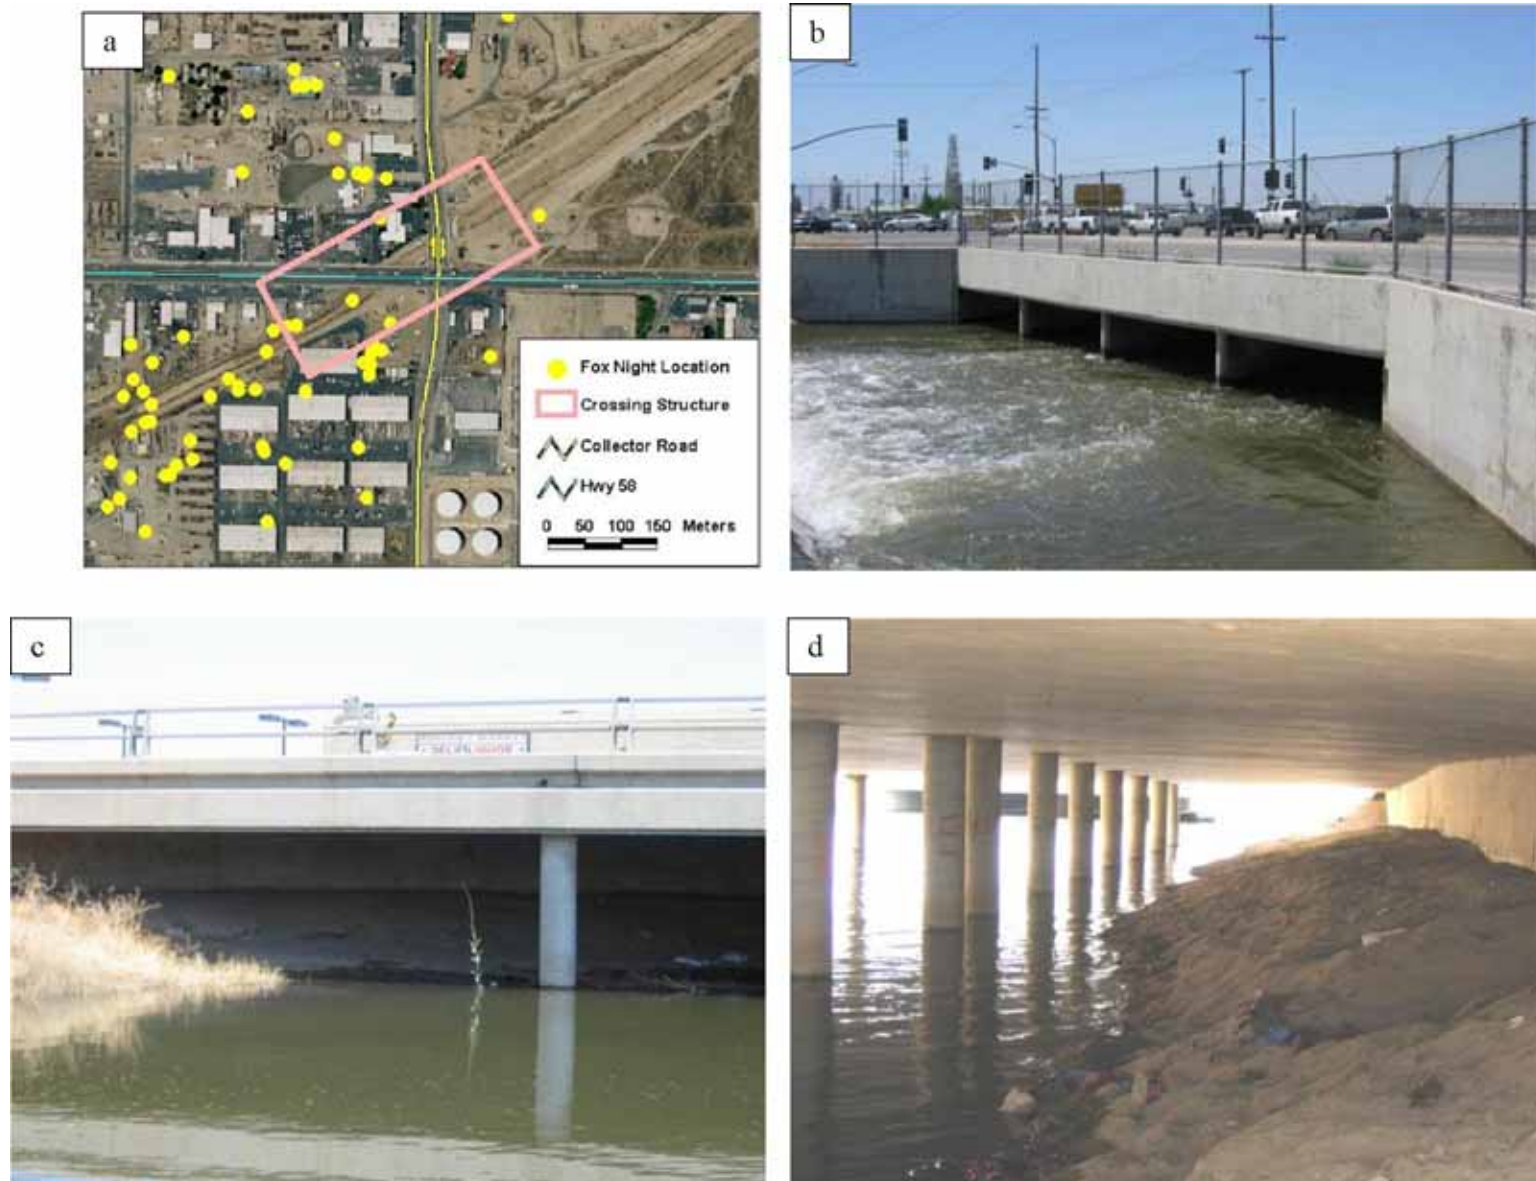 a
Fox Night Location
Crossing Structure
Collector Road
Hwy 58
0 50 100 150 Meters
b
c
d